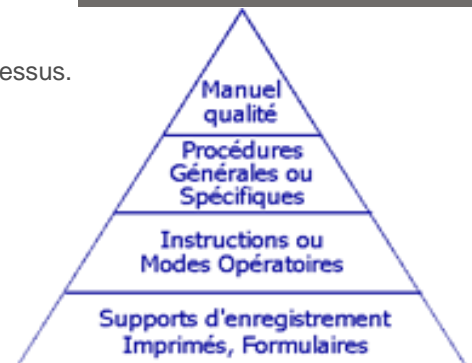 essus.
Manuel
qualité
Procédures
Générales ou
Spécifiques
Instructions ou
Modes Opératoires
Supports d'enregistrement
Imprimés, Formulaires